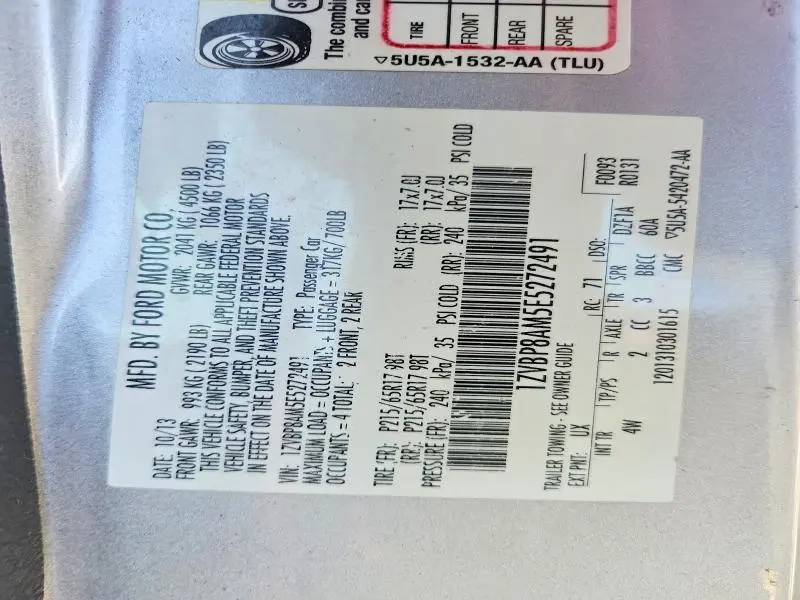 The combin
and car
TIRE
FRONT
REAR
SPARE
▽5U5A-1532-AA (TLU)
MFD. BY FORD MOTOR CO.
DATE: 10/13 GVWR: 2041 KG ( 4500 LB)
FRONT GAWR: 993 KG ( 2190 LB) REAR GAWR: 1066 KG ( 2350 LB)
THIS VEHICLE CONFORMS TO ALL APPLICABLE FEDERAL MOTOR
VEHICLE SAFETY, BUMPER, AND THEFT PREVENTION STANDARDS
IN EFFECT ON THE DATE OF MANUFACTURE SHOWN ABOVE.
VIN: 1ZVBP8AM5E5272491 TYPE: Passenger Car
MAXIMUM LOAD = OCCUPANTS + LUGGAGE = 317KG/700LB
OCCUPANTS = 4 TOTAL: 2 FRONT, 2 REAR
TIRE (FR): P215/65R17 98T RIMS (FR): 17x7.0J
(RR): P215/65R17 98T (RR): 17x7.0J
PRESSURE (FR): 240 kPa/ 35 PSI COLD (RR): 240 kPa/ 35 PSI COLD
1ZVBP8AM5E5272491
TRAILER TOWING - SEE OWNER GUIDE
EXT PNT: UX RC: 71 DSO: F0093
INT TR TP/PS R AXLE TR SPR DZF1A R0131
4W 2 CC 3 BBCC 60A
1201310301615 CMC ▽5U5A-5420472-AA